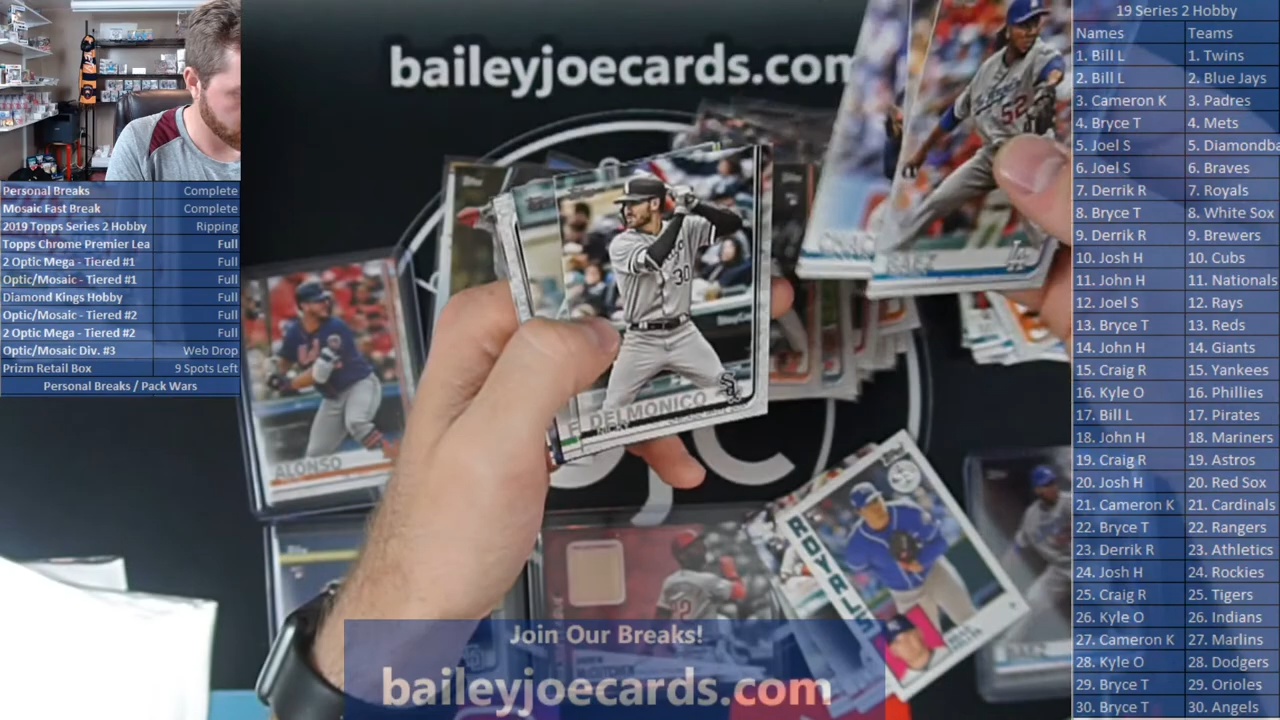 baileyjoecards.com
Personal Breaks Complete
Mosaic Fast Break Complete
2019 Topps Series 2 Hobby Ripping
Topps Chrome Premier Lea Full
2 Optic Mega - Tiered #1 Full
Optic/Mosaic - Tiered #1 Full
Diamond Kings Hobby Full
Optic/Mosaic - Tiered #2 Full
2 Optic Mega - Tiered #2 Full
Optic/Mosaic Div. #3 Web Drop
Prizm Retail Box 9 Spots Left
Personal Breaks / Pack Wars
52
LA
30
DELMONICO
NICKY
ALONSO
Topps
ROYALS
Join Our Breaks!
baileyjoecards.com
19 Series 2 Hobby
Names Teams
1. Bill L 1. Twins
2. Bill L 2. Blue Jays
3. Cameron K 3. Padres
4. Bryce T 4. Mets
5. Joel S 5. Diamondba
6. Joel S 6. Braves
7. Derrik R 7. Royals
8. Bryce T 8. White Sox
9. Derrik R 9. Brewers
10. Josh H 10. Cubs
11. John H 11. Nationals
12. Joel S 12. Rays
13. Bryce T 13. Reds
14. John H 14. Giants
15. Craig R 15. Yankees
16. Kyle O 16. Phillies
17. Bill L 17. Pirates
18. John H 18. Mariners
19. Craig R 19. Astros
20. Josh H 20. Red Sox
21. Cameron K 21. Cardinals
22. Bryce T 22. Rangers
23. Derrik R 23. Athletics
24. Josh H 24. Rockies
25. Craig R 25. Tigers
26. Kyle O 26. Indians
27. Cameron K 27. Marlins
28. Kyle O 28. Dodgers
29. Bryce T 29. Orioles
30. Bryce T 30. Angels